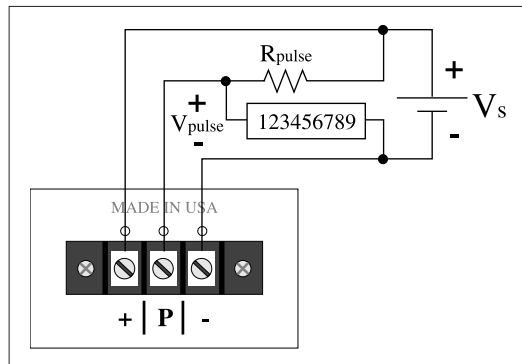 Rpulse
+
+
Vpulse
-
123456789
Vs
-
MADE IN USA
+ | P | -